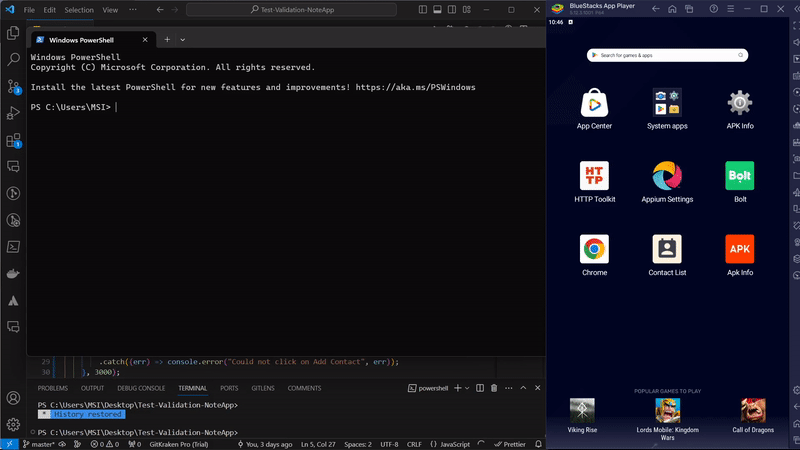 File Edit Selection View ...
Test-Validation-NoteApp
Windows PowerShell
Windows PowerShell
Copyright (C) Microsoft Corporation. All rights reserved.
Install the latest PowerShell for new features and improvements! https://aka.ms/PSWindows
PS C:\Users\MSI>
29 .catch((err) => console.error("Could not click on Add Contact", err));
30 }, 3000);
PROBLEMS OUTPUT DEBUG CONSOLE TERMINAL PORTS GITLENS COMMENTS
powershell
PS C:\Users\MSI\Desktop\Test-Validation-NoteApp>
* History restored
PS C:\Users\MSI\Desktop\Test-Validation-NoteApp>
master* 0 0 0 GitKraken Pro (Trial) You, 3 days ago Ln 5, Col 27 Spaces: 2 UTF-8 CRLF {} JavaScript Prettier
BlueStacks App Player
10:46
Search for games & apps
App Center
System apps
APK Info
HT
TP
HTTP Toolkit
Appium Settings
Bolt
Bolt
Chrome
Contact List
APK
Apk Info
POPULAR GAMES TO PLAY
Viking Rise
Lords Mobile: Kingdom
Wars
Call of Dragons